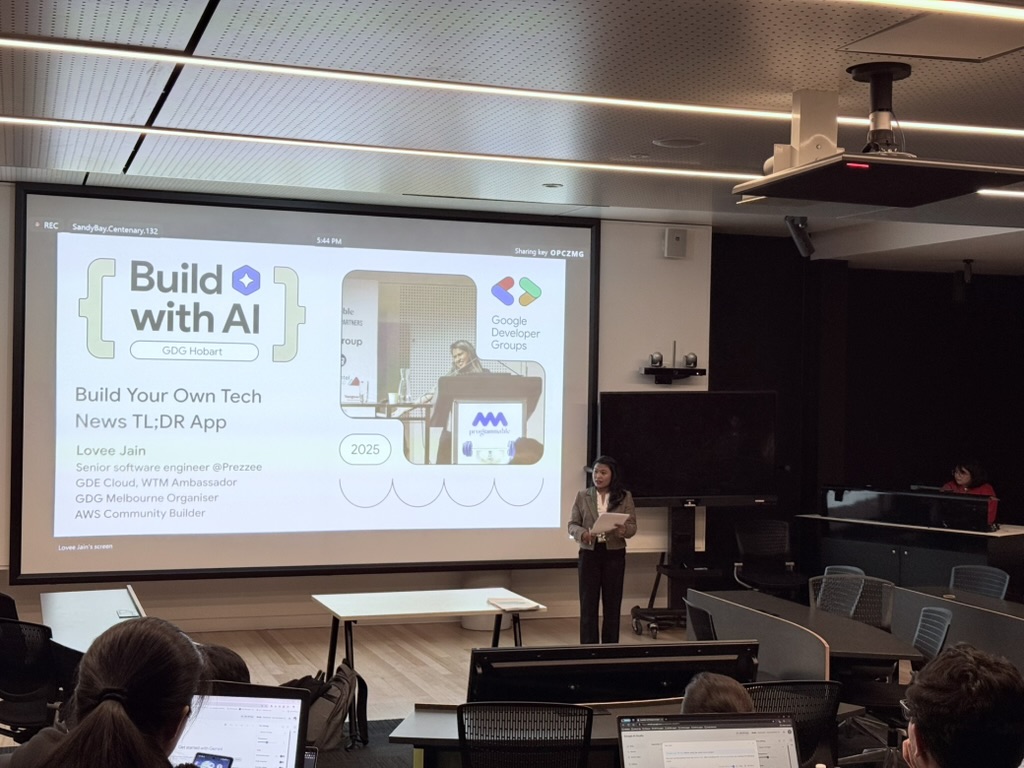 REC SandyBay.Centenary.132
5:44 PM
Sharing key OPCZMG
Build
with AI
GDG Hobart
Build Your Own Tech
News TL;DR App
Lovee Jain
Senior software engineer @Prezzee
GDE Cloud, WTM Ambassador
GDG Melbourne Organiser
AWS Community Builder
PARTNERS
programmable
2025
Google
Developer
Groups
Lovee Jain's screen